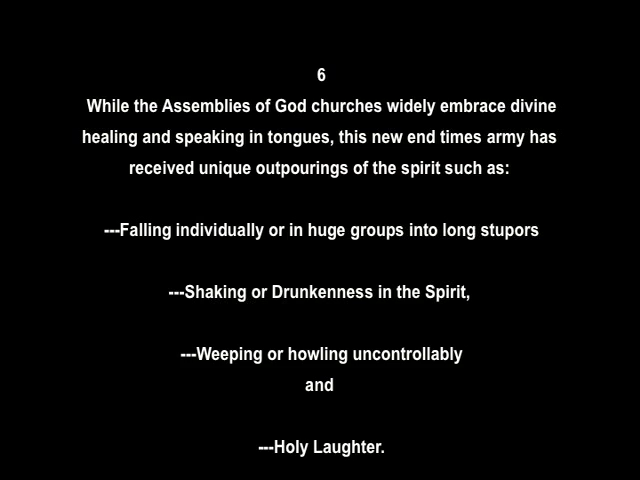 6
While the Assemblies of God churches widely embrace divine
healing and speaking in tongues, this new end times army has
received unique outpourings of the spirit such as:
---Falling individually or in huge groups into long stupors
---Shaking or Drunkenness in the Spirit,
---Weeping or howling uncontrollably
and
---Holy Laughter.